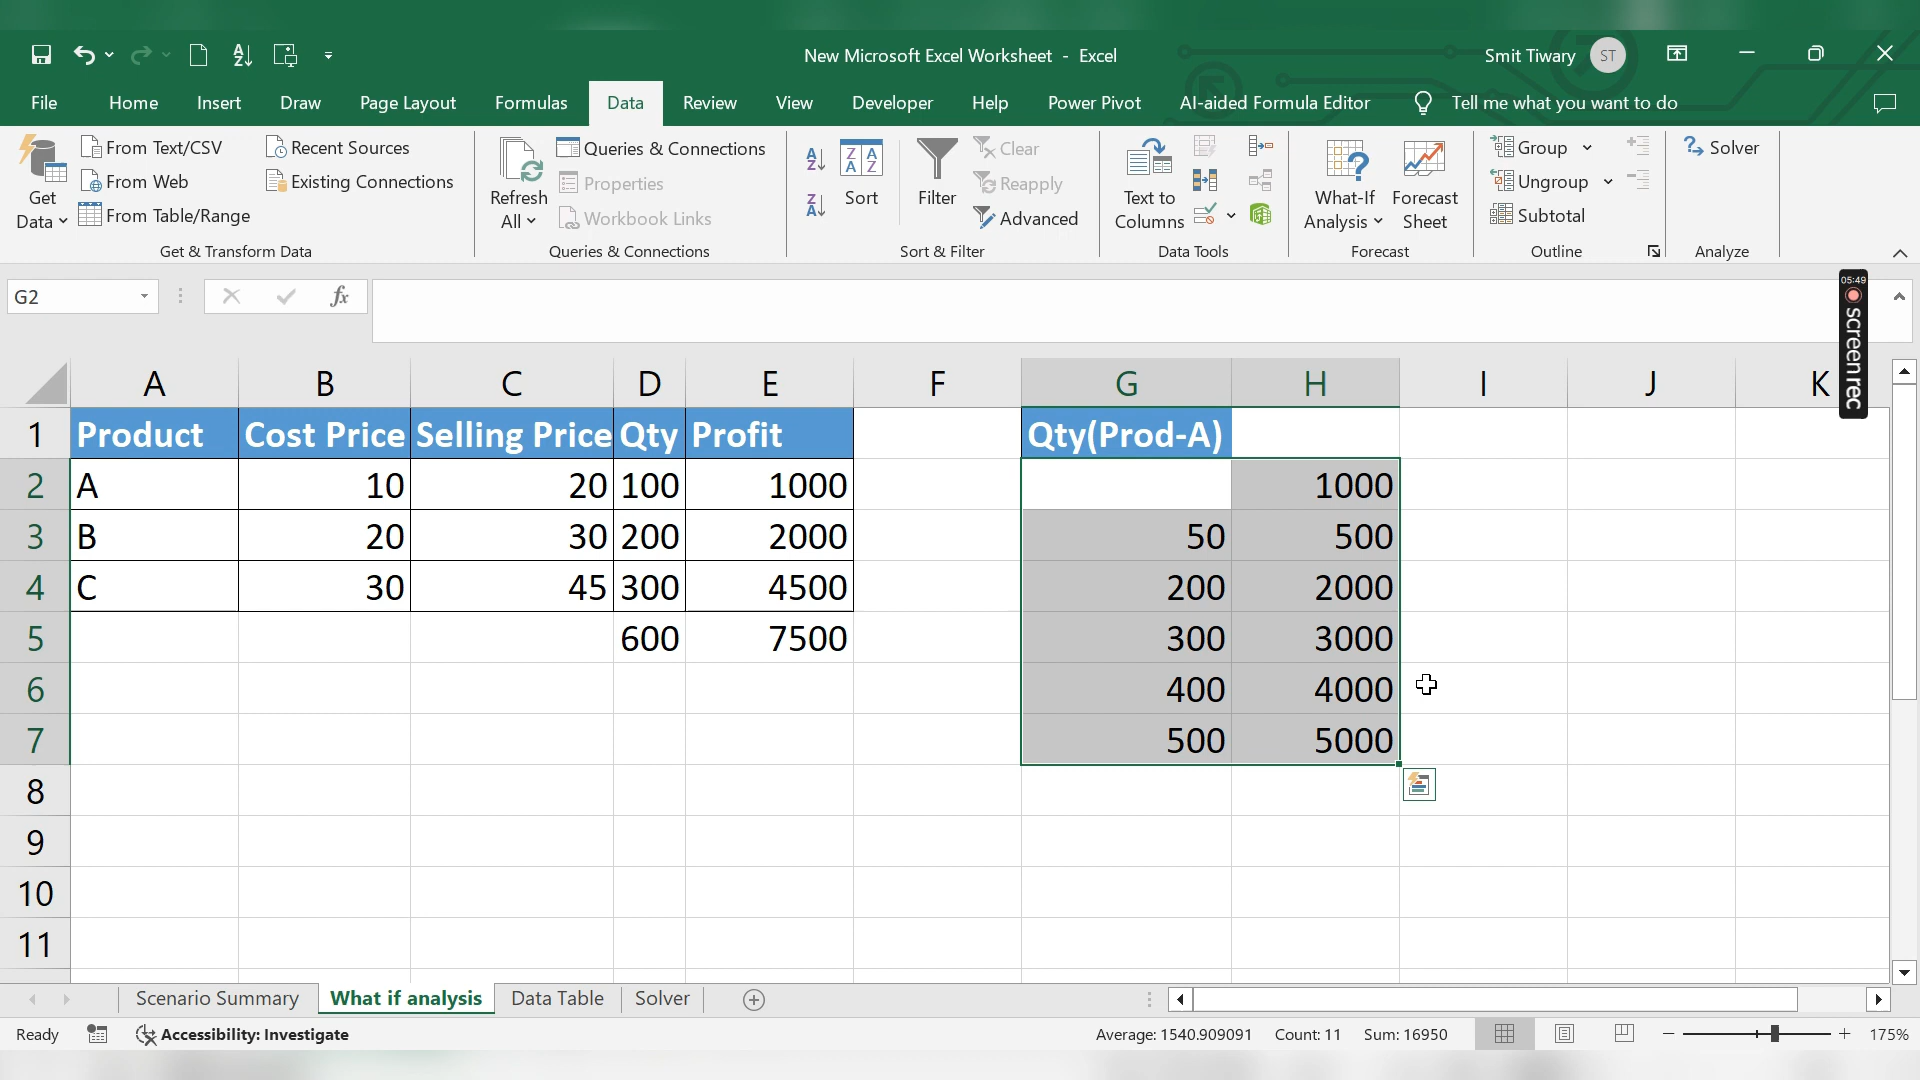 New Microsoft Excel Worksheet - Excel
Smit Tiwary ST
File Home Insert Draw Page Layout Formulas Data Review View Developer Help Power Pivot AI-aided Formula Editor Tell me what you want to do
From Text/CSV Recent Sources Queries & Connections Clear Group Solver
From Web Existing Connections Properties Reapply Ungroup
Get Refresh Sort Filter Text to What-If Forecast
From Table/Range Workbook Links Advanced Subtotal
Data All Columns Analysis Sheet
Get & Transform Data Queries & Connections Sort & Filter Data Tools Forecast Outline Analyze
G2 fx
05:49 screenrec
A B C D E F G H I J K
1 Product Cost Price Selling Price Qty Profit Qty(Prod-A)
2 A 10 20 100 1000 1000
3 B 20 30 200 2000 50 500
4 C 30 45 300 4500 200 2000
5 600 7500 300 3000
6 400 4000
7 500 5000
8
9
10
11
Scenario Summary What if analysis Data Table Solver
Ready Accessibility: Investigate Average: 1540.909091 Count: 11 Sum: 16950 175%